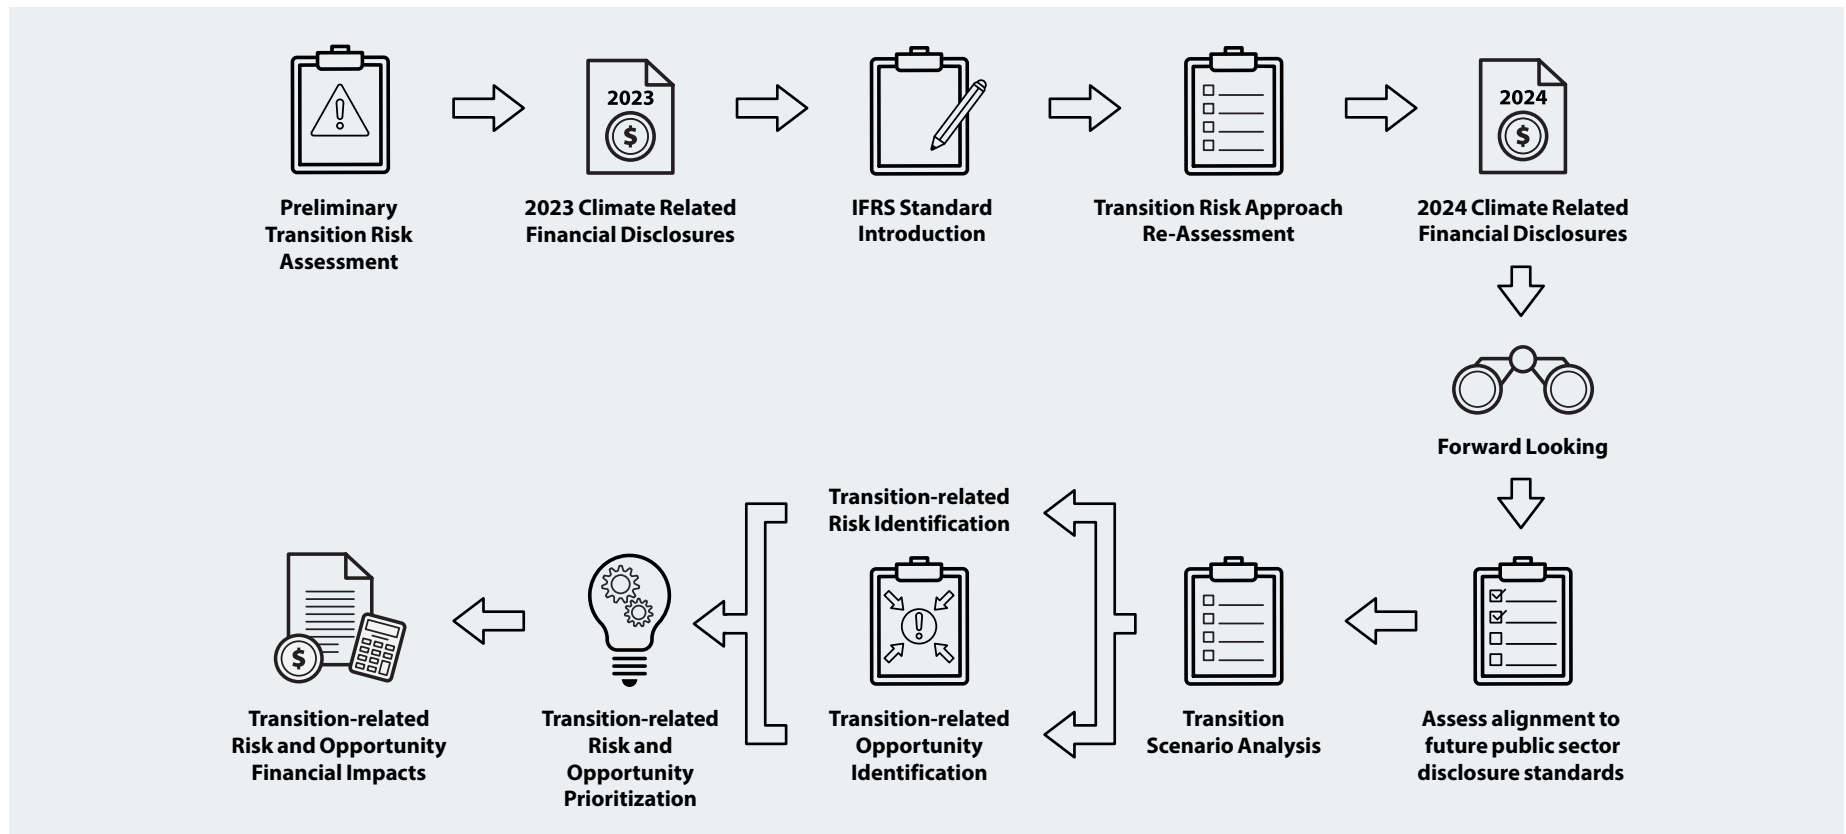 2023
$
2024
$
Preliminary
Transition Risk
Assessment
2023 Climate Related
Financial Disclosures
IFRS Standard
Introduction
Transition Risk Approach
Re-Assessment
2024 Climate Related
Financial Disclosures
Forward Looking
Assess alignment to
future public sector
disclosure standards
Transition
Scenario Analysis
Transition-related
Risk Identification
Transition-related
Opportunity
Identification
Transition-related
Risk and
Opportunity
Prioritization
$
Transition-related
Risk and Opportunity
Financial Impacts